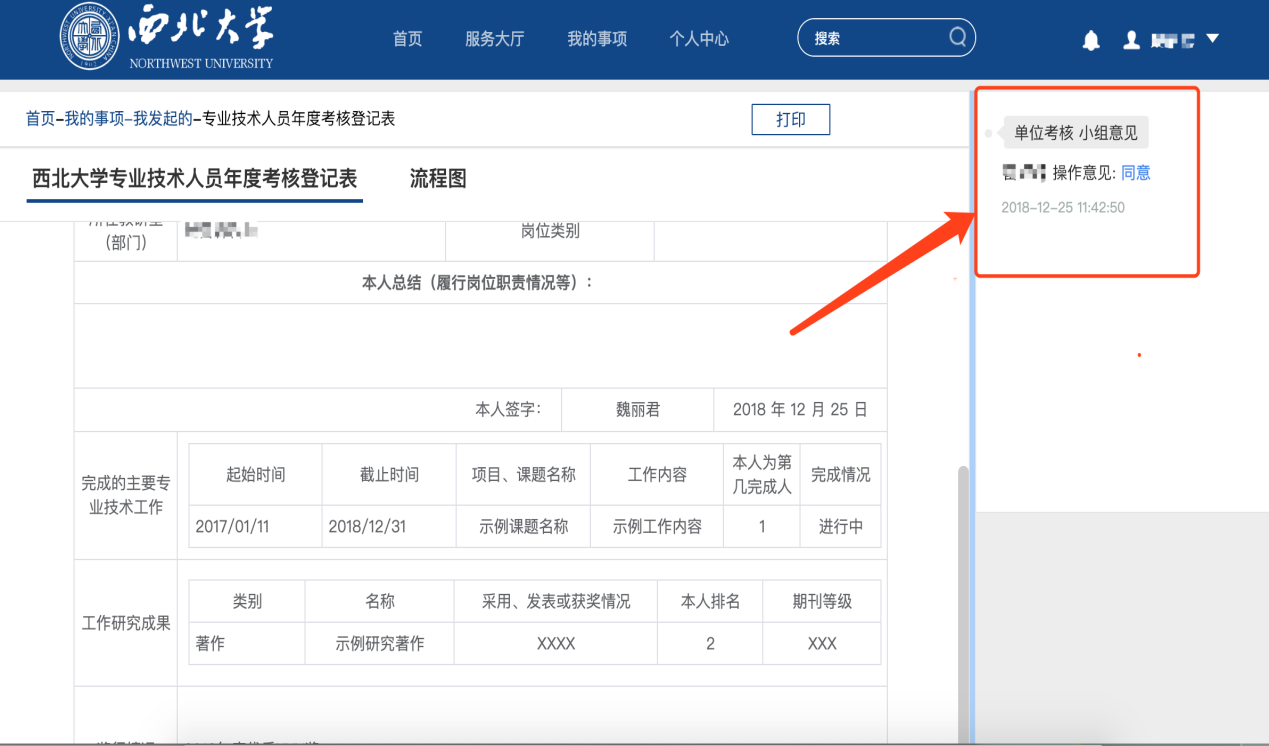 西北大学
NORTHWEST UNIVERSITY
首页 服务大厅 我的事项 个人中心
搜索
首页-我的事项-我发起的-专业技术人员年度考核登记表
打印
西北大学专业技术人员年度考核登记表 流程图
单位考核 小组意见
操作意见: 同意
2018-12-25 11:42:50
(部门)
岗位类别
本人总结（履行岗位职责情况等）:
本人签字: 魏丽君 2018 年 12 月 25 日
完成的主要专
业技术工作
起始时间 截止时间 项目、课题名称 工作内容 本人为第
几完成人 完成情况
2017/01/11 2018/12/31 示例课题名称 示例工作内容 1 进行中
工作研究成果
类别 名称 采用、发表或获奖情况 本人排名 期刊等级
著作 示例研究著作 XXXX 2 XXX